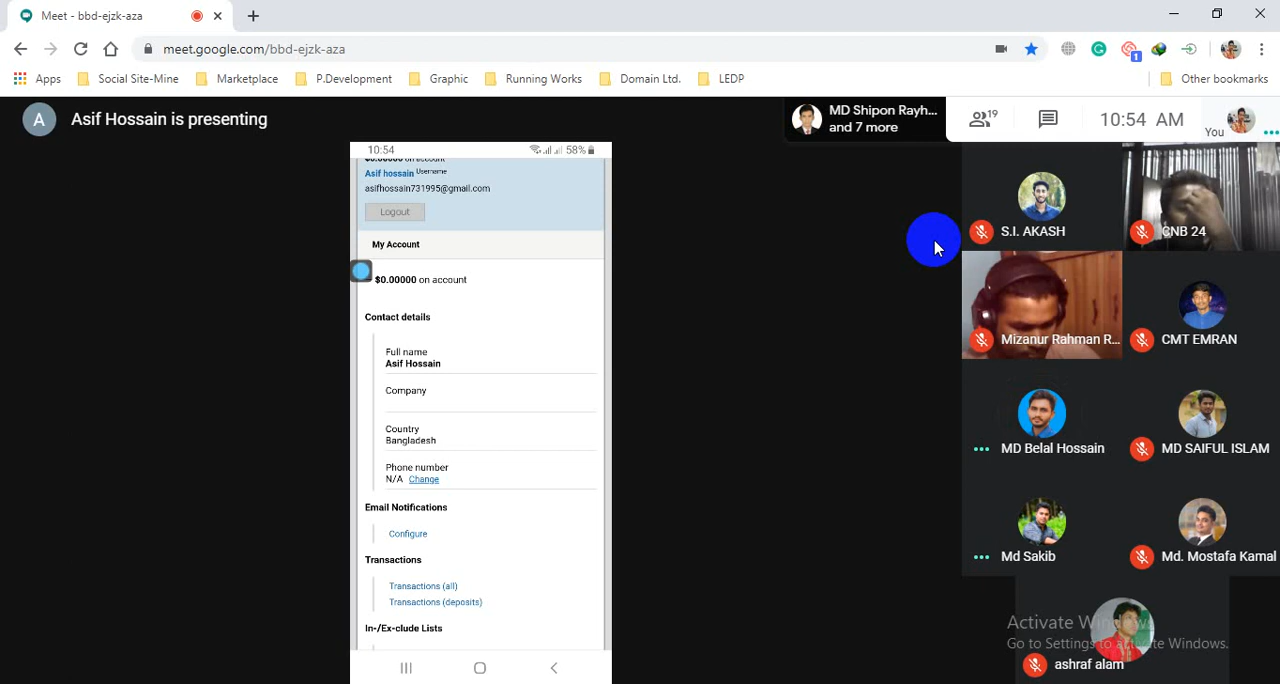 Meet - bbd-ejzk-aza
meet.google.com/bbd-ejzk-aza
1
Apps
Social Site-Mine
Marketplace
P.Development
Graphic
Running Works
Domain Ltd.
LEDP
Other bookmarks
A
Asif Hossain is presenting
MD Shipon Rayh...
and 7 more
19
10:54 AM
You
10:54
58%
$0.00000 on account
Asif hossain Username
asifhossain731995@gmail.com
Logout
My Account
$0.00000 on account
Contact details
Full name
Asif Hossain
Company
Country
Bangladesh
Phone number
N/A Change
Email Notifications
Configure
Transactions
Transactions (all)
Transactions (deposits)
In-/Ex-clude Lists
S.I. AKASH
CNB 24
Mizanur Rahman R...
CMT EMRAN
MD Belal Hossain
MD SAIFUL ISLAM
Md Sakib
Md. Mostafa Kamal
Activate Windows
Go to Settings to activate Windows.
ashraf alam